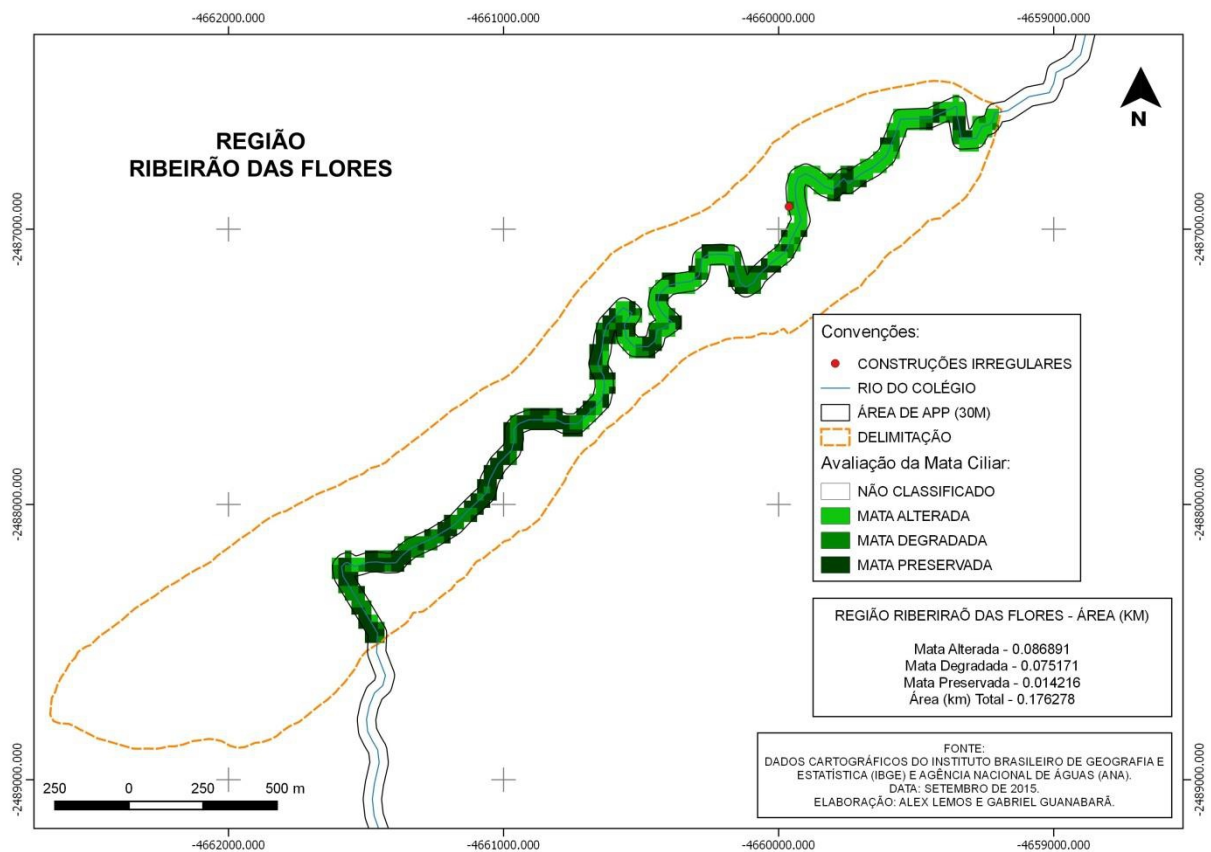 -4662000.000 -4661000.000 -4660000.000 -4659000.000
REGIÃO
RIBEIRÃO DAS FLORES
N
-2487000.000 -2487000.000
-2488000.000 -2488000.000
-2489000.000 -2489000.000
Convenções:
CONSTRUÇÕES IRREGULARES
RIO DO COLÉGIO
ÁREA DE APP (30M)
DELIMITAÇÃO
Avaliação da Mata Ciliar:
NÃO CLASSIFICADO
MATA ALTERADA
MATA DEGRADADA
MATA PRESERVADA
REGIÃO RIBERIRAÕ DAS FLORES - ÁREA (KM)
Mata Alterada - 0.086891
Mata Degradada - 0.075171
Mata Preservada - 0.014216
Área (km) Total - 0.176278
FONTE:
DADOS CARTOGRÁFICOS DO INSTITUTO BRASILEIRO DE GEOGRAFIA E
ESTATÍSTICA (IBGE) E AGÊNCIA NACIONAL DE ÁGUAS (ANA).
DATA: SETEMBRO DE 2015.
ELABORAÇÃO: ALEX LEMOS E GABRIEL GUANABARÃ.
250 0 250 500 m
-4662000.000 -4661000.000 -4660000.000 -4659000.000